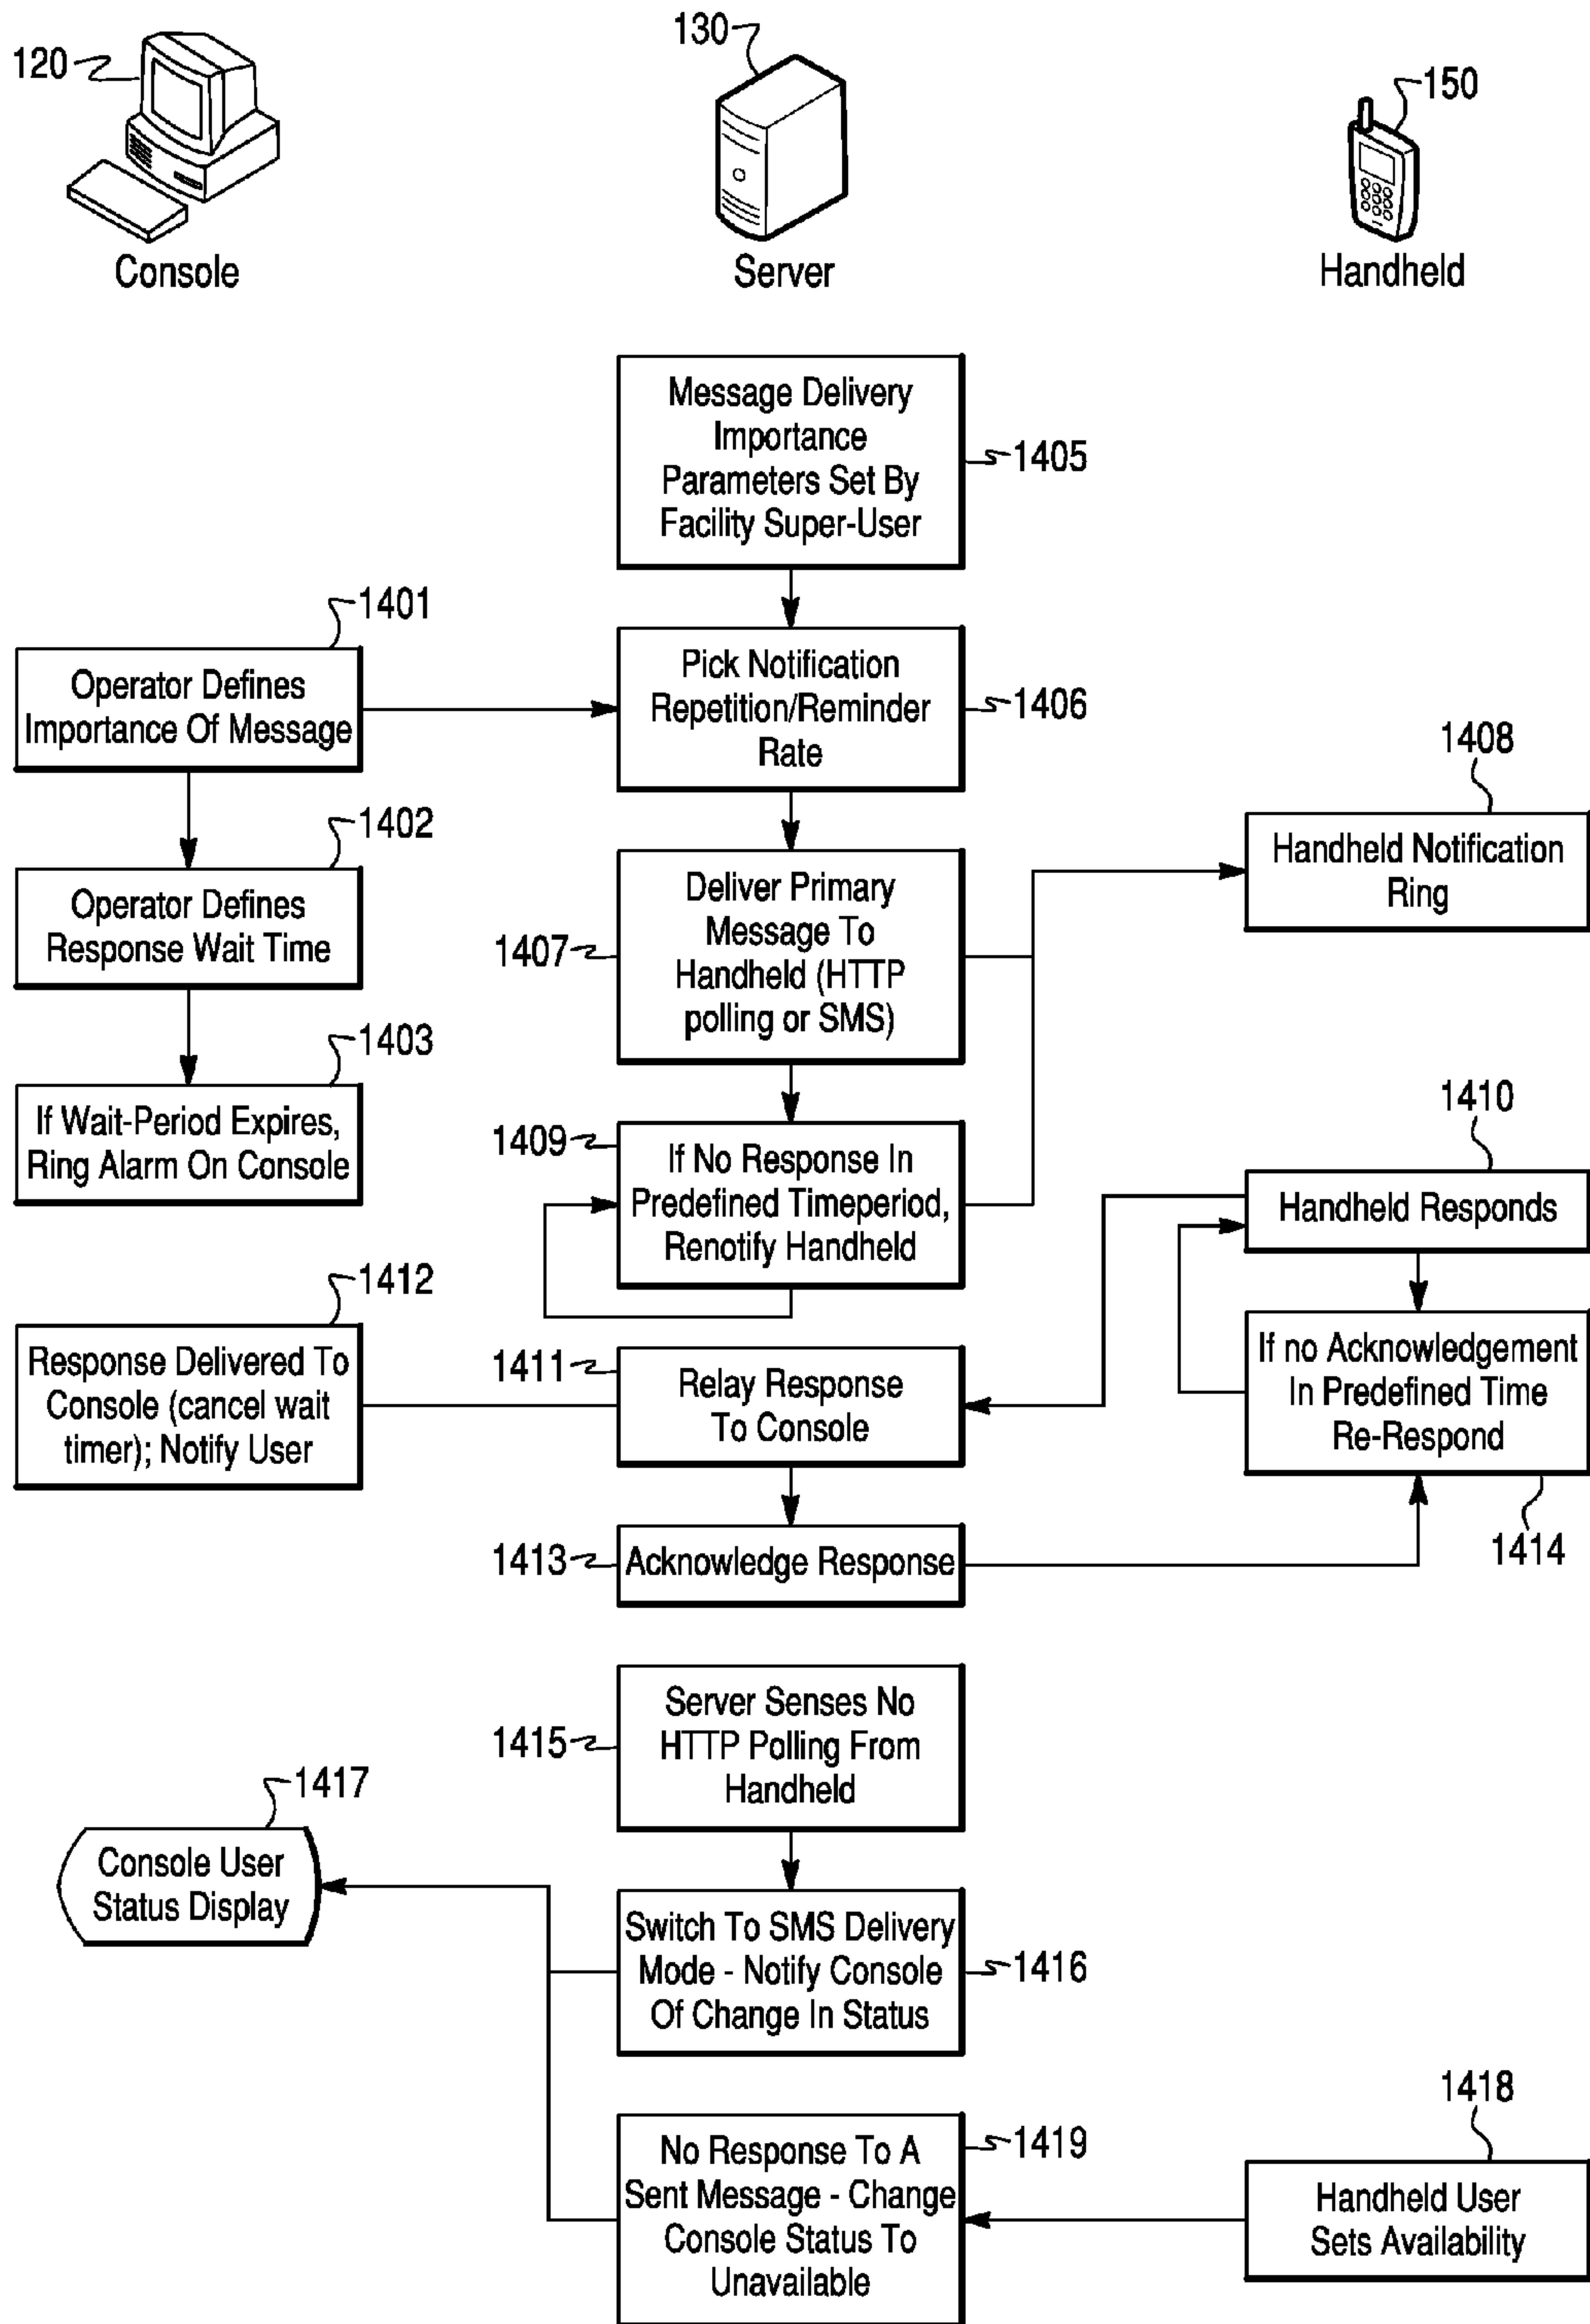 120
130
150
Console
Server
Handheld
Message Delivery
Importance
Parameters Set By
Facility Super-User
1405
1401
Operator Defines
Importance Of Message
Pick Notification
Repetition/Reminder
Rate
1406
1402
Operator Defines
Response Wait Time
1403
If Wait-Period Expires,
Ring Alarm On Console
1407
Deliver Primary
Message To
Handheld (HTTP
polling or SMS)
1408
Handheld Notification
Ring
1409
If No Response In
Predefined Timeperiod,
Renotify Handheld
1410
Handheld Responds
1412
Response Delivered To
Console (cancel wait
timer); Notify User
1411
Relay Response
To Console
If no Acknowledgement
In Predefined Time
Re-Respond
1414
1413
Acknowledge Response
1415
Server Senses No
HTTP Polling From
Handheld
1417
Console User
Status Display
Switch To SMS Delivery
Mode - Notify Console
Of Change In Status
1416
No Response To A
Sent Message - Change
Console Status To
Unavailable
1419
1418
Handheld User
Sets Availability